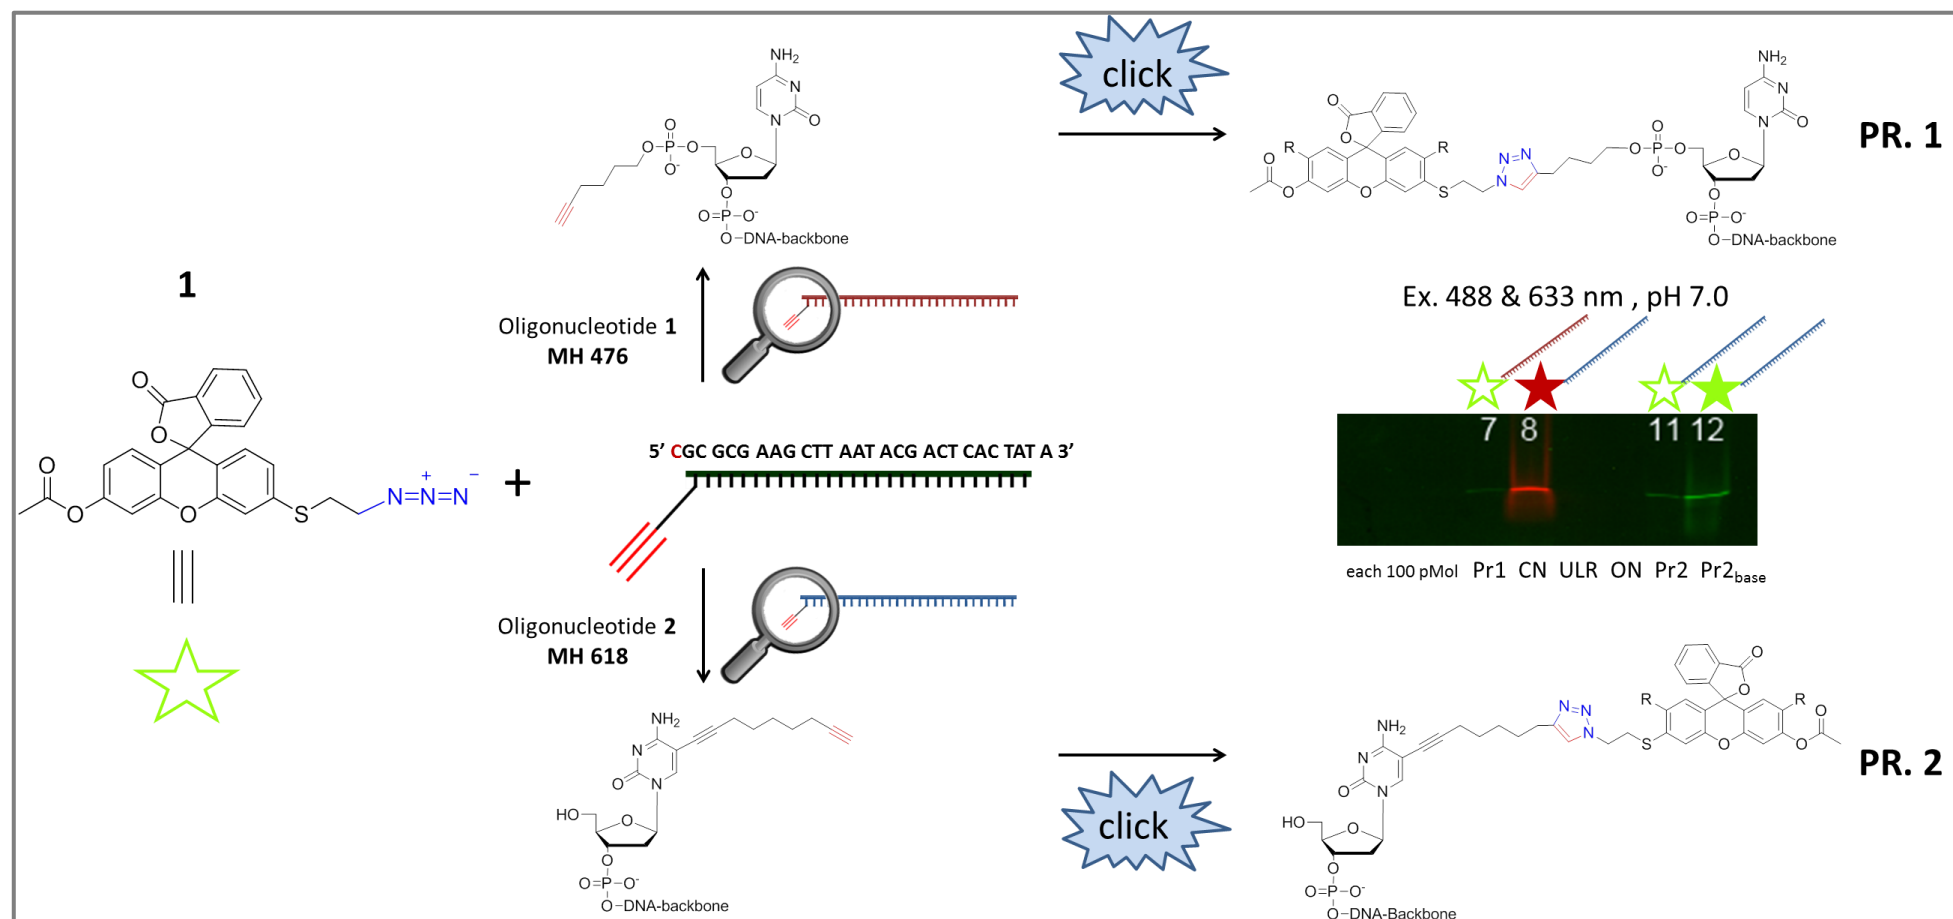 1
O
O
O
O
O
O
S
N=N=N
+
−
+
Oligonucleotide 1
MH 476
5’ CGC GCG AAG CTT AAT ACG ACT CAC TAT A 3’
Oligonucleotide 2
MH 618
NH2
N
N
O
O
O
P
O
O-
O
O
O=P–O-
O–DNA-backbone
click
O
O
R
R
O
O
O
S
N
N
N
O
O
P
O
O-
NH2
N
N
O
O
O
O=P–O-
O–DNA-backbone
PR. 1
Ex. 488 & 633 nm , pH 7.0
7 8 11 12
each 100 pMol Pr1 CN ULR ON Pr2 Pr2base
NH2
N
O
N
HO
O
O
O=P–O-
O–DNA-backbone
click
NH2
N
O
N
HO
O
O
O=P–O-
O–DNA-Backbone
N
N
N
S
R
R
O
O
O
O
O
PR. 2